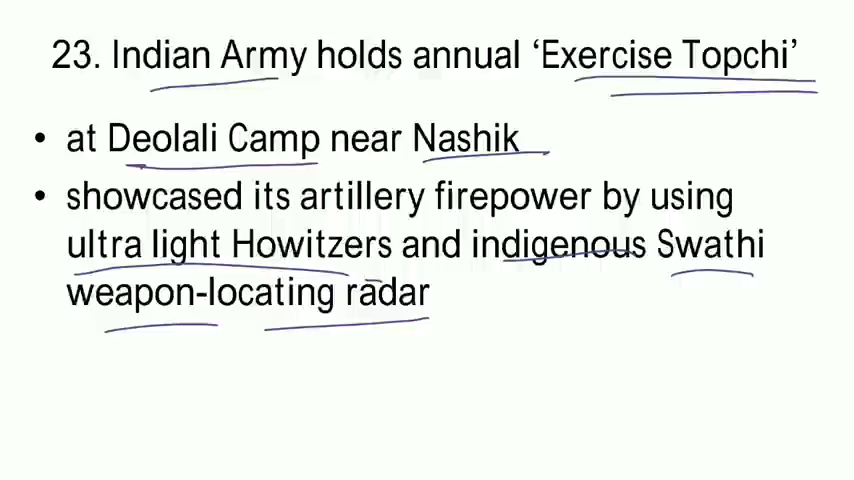 23. Indian Army holds annual ‘Exercise Topchi’
• at Deolali Camp near Nashik
• showcased its artillery firepower by using
ultra light Howitzers and indigenous Swathi
weapon-locating radar